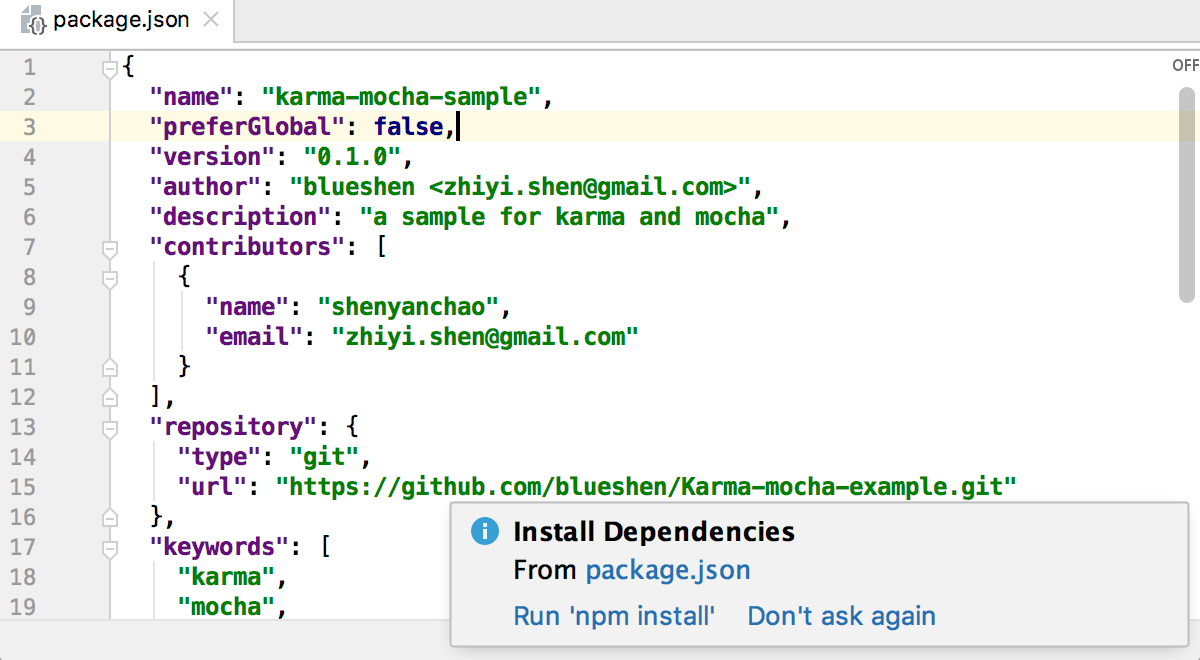 package.json
OFF
1 {
2 "name": "karma-mocha-sample",
3 "preferGlobal": false,
4 "version": "0.1.0",
5 "author": "blueshen <zhiyi.shen@gmail.com>",
6 "description": "a sample for karma and mocha",
7 "contributors": [
8 {
9 "name": "shenyanchao",
10 "email": "zhiyi.shen@gmail.com"
11 }
12 ],
13 "repository": {
14 "type": "git",
15 "url": "https://github.com/blueshen/Karma-mocha-example.git"
16 },
17 "keywords": [
18 "karma",
19 "mocha",
Install Dependencies
From package.json
Run 'npm install' Don't ask again